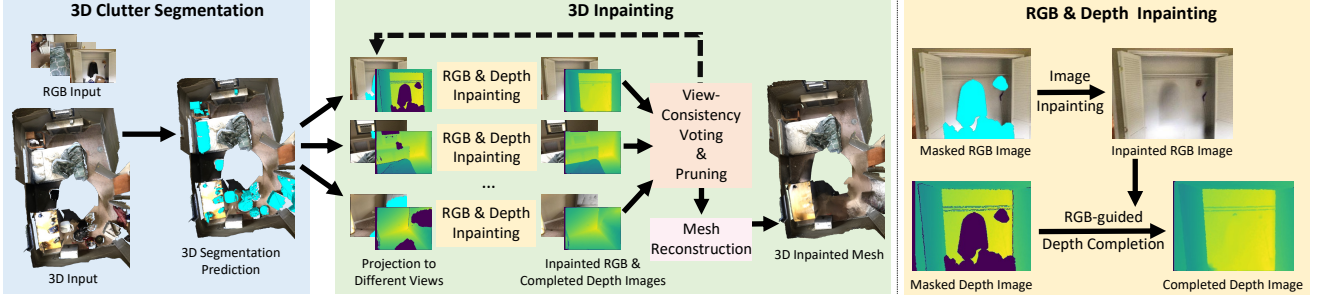 3D Clutter Segmentation
RGB Input
3D Input
3D Segmentation
Prediction
3D Inpainting
RGB & Depth
Inpainting
RGB & Depth
Inpainting
...
RGB & Depth
Inpainting
Projection to
Different Views
Inpainted RGB &
Completed Depth Images
View-
Consistency
Voting
&
Pruning
Mesh
Reconstruction
3D Inpainted Mesh
RGB & Depth Inpainting
Image
Inpainting
Masked RGB Image
Inpainted RGB Image
RGB-guided
Depth Completion
Masked Depth Image
Completed Depth Image